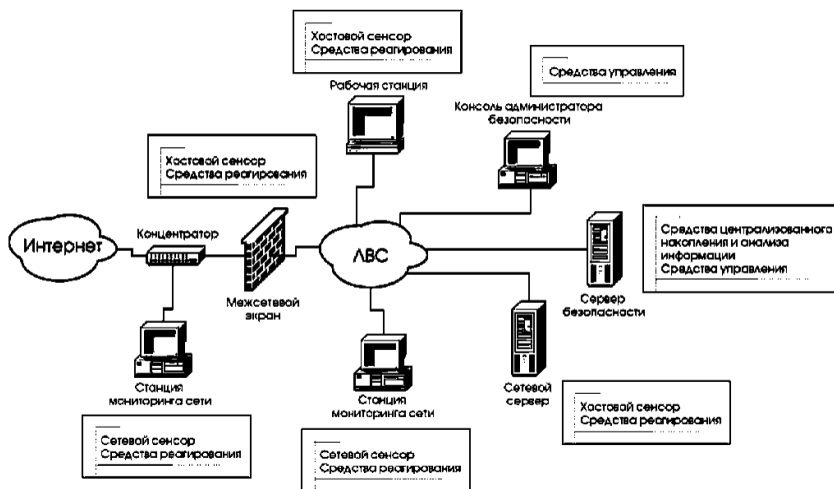 Хостовой сенсор
Средства реагирования
Рабочая станция
Средства управления
Консоль администратора
безопасности
Хостовой сенсор
Средства реагирования
Интернет
Концентратор
Межсетевой
экран
ЛВС
Средства централизованного
накопления и анализа
информации
Средства управления
Сервер
безопасности
Станция
мониторинга сети
Сетевой сенсор
Средства реагирования
Станция
мониторинга сети
Сетевой сенсор
Средства реагирования
Сетевой
сервер
Хостовой сенсор
Средства реагирования